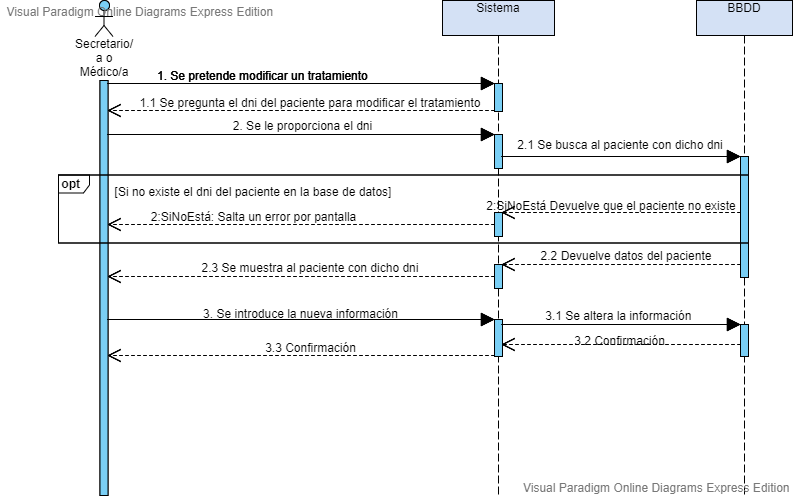 Visual Paradigm Online Diagrams Express Edition
Sistema
BBDD
Secretario/
a o
Médico/a
1. Se pretende modificar un tratamiento
1.1 Se pregunta el dni del paciente para modificar el tratamiento
2. Se le proporciona el dni
2.1 Se busca al paciente con dicho dni
opt
[Si no existe el dni del paciente en la base de datos]
2:SiNoEstá Devuelve que el paciente no existe
2:SiNoEstá: Salta un error por pantalla
2.2 Devuelve datos del paciente
2.3 Se muestra al paciente con dicho dni
3. Se introduce la nueva información
3.1 Se altera la información
3.2 Confirmación
3.3 Confirmación
Visual Paradigm Online Diagrams Express Edition